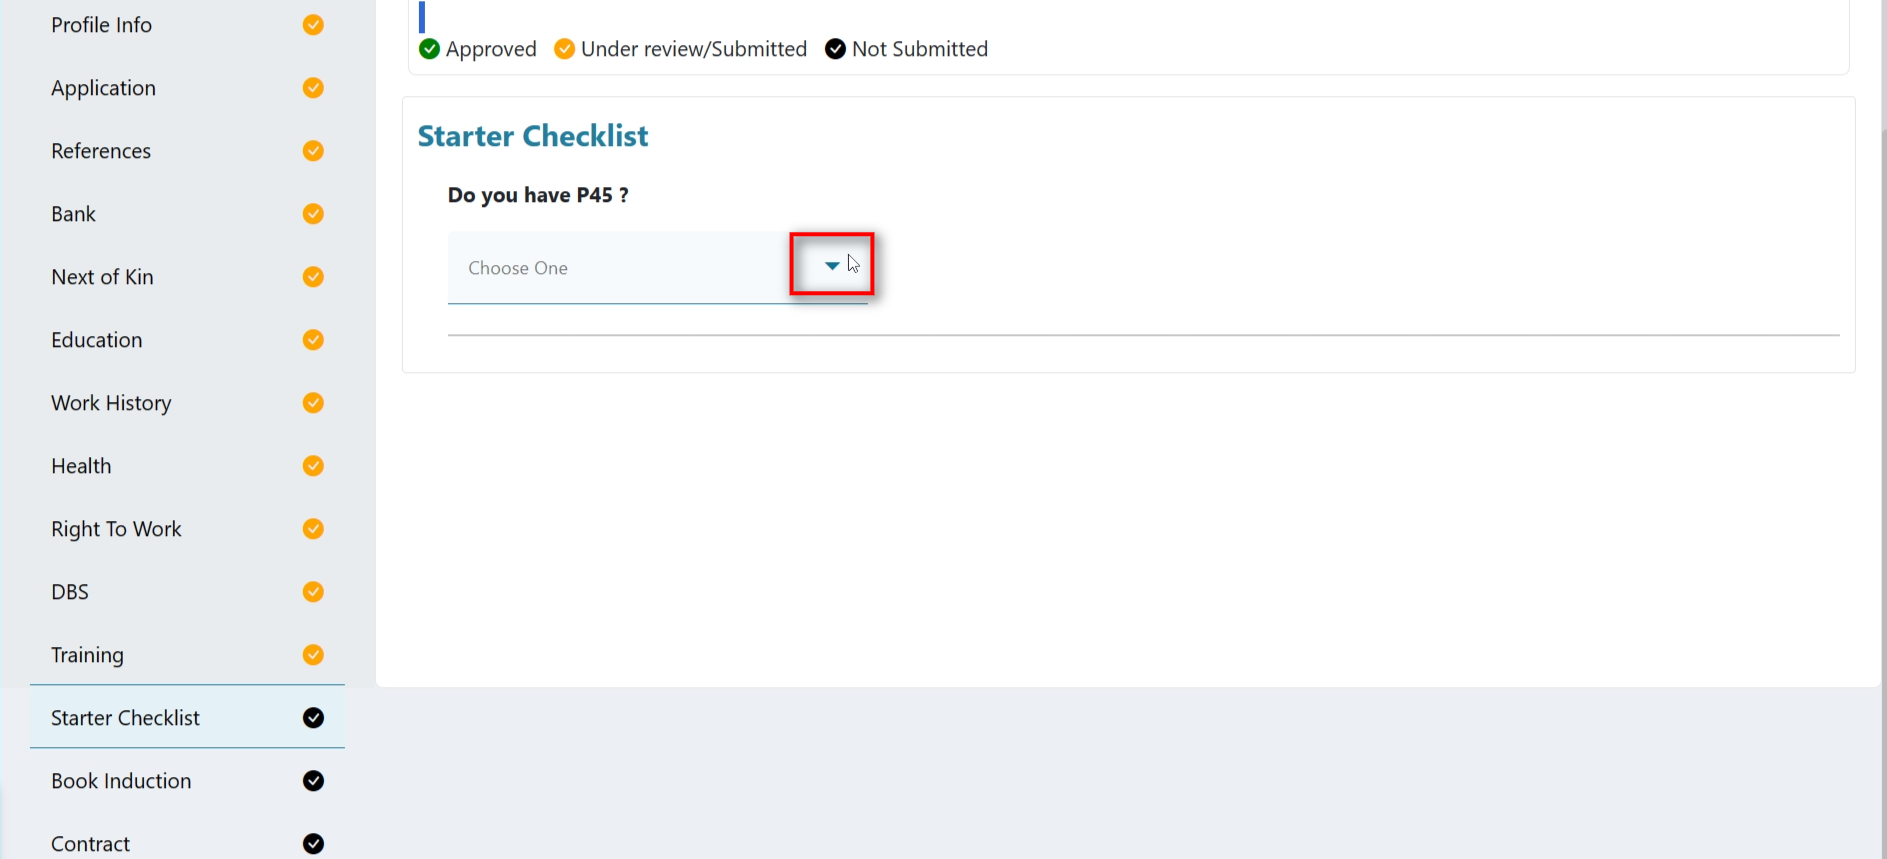 Profile Info
Application
References
Bank
Next of Kin
Education
Work History
Health
Right To Work
DBS
Training
Starter Checklist
Book Induction
Contract
Approved Under review/Submitted Not Submitted
Starter Checklist
Do you have P45 ?
Choose One